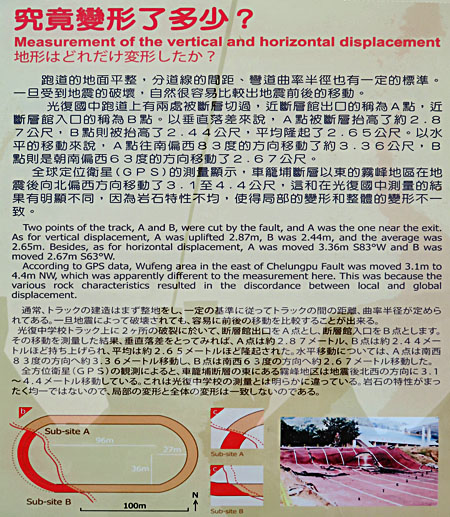 究竟變形了多少？
Measurement of the vertical and horizontal displacement
地形はどれだけ変形したか？
跑道的地面平整，分道線的間距、彎道曲率半徑也有一定的標準。
一旦受到地震的破壞，自然很容易比較出地震前後的移動。
光復國中跑道上有兩處被斷層切過，近斷層館出口的稱為A點，近
斷層館入口的稱為B點。以垂直落差來說，A點被斷層抬高了約2.8
7公尺，B點則被抬高了2.44公尺，平均隆起了2.65公尺。以水
平的移動來說，A點往南偏西83度的方向移動了約3.36公尺，B
點則是朝南偏西63度的方向移動了2.67公尺。
全球定位衛星(GPS)的測量顯示，車籠埔斷層以東的霧峰地區在地
震後向北偏西方向移動了3.1至4.4公尺，這和在光復國中測量的結
果有明顯不同，因為岩石特性不均，使得局部的變形和整體的變形不一
致。
Two points of the track, A and B, were cut by the fault, and A was the one near the exit.
As for vertical displacement, A was uplifted 2.87m, B was 2.44m, and the average was
2.65m. Besides, as for horizontal displacement, A was moved 3.36m S83°W and B was
moved 2.67m S63°W.
According to GPS data, Wufeng area in the east of Chelungpu Fault was moved 3.1m to
4.4m NW, which was apparently different to the measurement here. This was because the
various rock characteristics resulted in the discordance between local and global
displacement.
通常、トラックの建造はまず整地をし、一定の基準に従ってトラックの間の距離、曲率半径が定めら
れてある。一旦地震によって破壊されても、容易に前後の移動を比較することが出来る。
光復中学校トラック上に2ヶ所の破裂に於いて、断層館出口をA点とし、断層館入口をB点とします。
その移動を測量した結果、垂直落差をとってみれば、A点は約2.87メートル、B点は約2.44メー
トルほど持ち上げられ、平均は約2.65メートルほど隆起された。水平移動については、A点は南西
83度の方向へ約3.36メートル移動し、B点は南西63度の方向へ約2.67メートル移動した。
全方位衛星(GPS)の観測によると、車籠埔断層の東にある霧峰地区は地震後北西の方向に3.1
～4.4メートル移動している。これは光復中学校の測量とは明らかに違っている。岩石の特性がまっ
たく均一ではないので、局部の変形と全体の変形は一致しないのである。
b
Sub-site A
96m
27m
36m
Sub-site B
100m
N
c
Sub-site A
c
Sub-site B